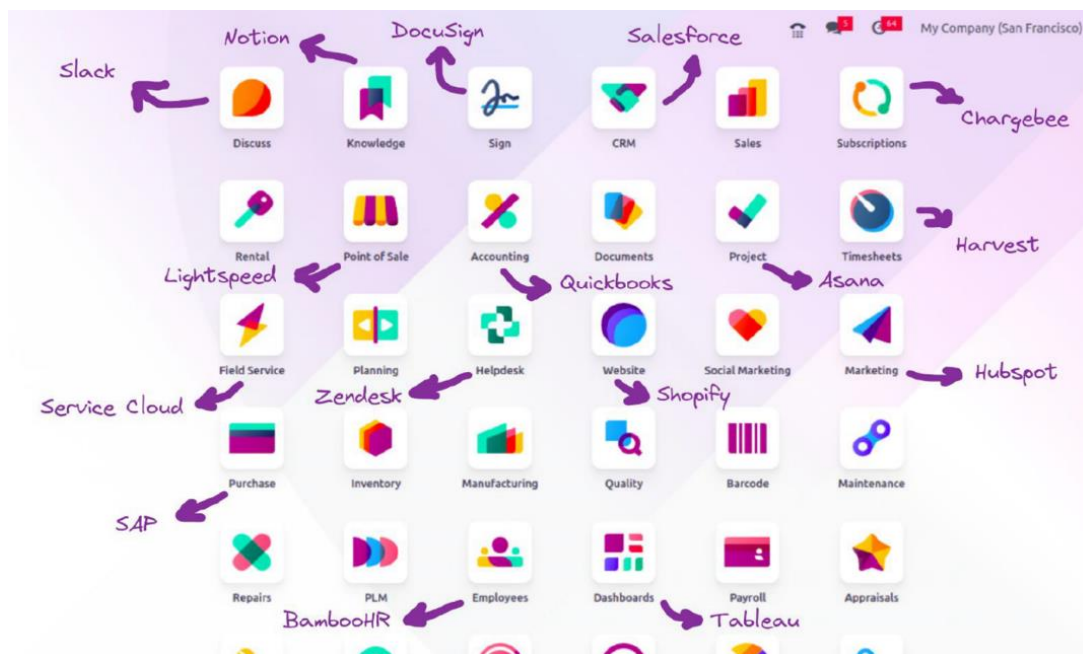 Notion
DocuSign
Salesforce
5
64
My Company (San Francisco)
Slack
Discuss
Knowledge
Sign
CRM
Sales
Subscriptions
Chargebee
Rental
Point of Sale
Accounting
Documents
Project
Timesheets
Harvest
Lightspeed
Quickbooks
Asana
Field Service
Planning
Helpdesk
Website
Social Marketing
Marketing
Hubspot
Service Cloud
Zendesk
Shopify
Purchase
Inventory
Manufacturing
Quality
Barcode
Maintenance
SAP
Repairs
PLM
Employees
Dashboards
Payroll
Appraisals
BambooHR
Tableau